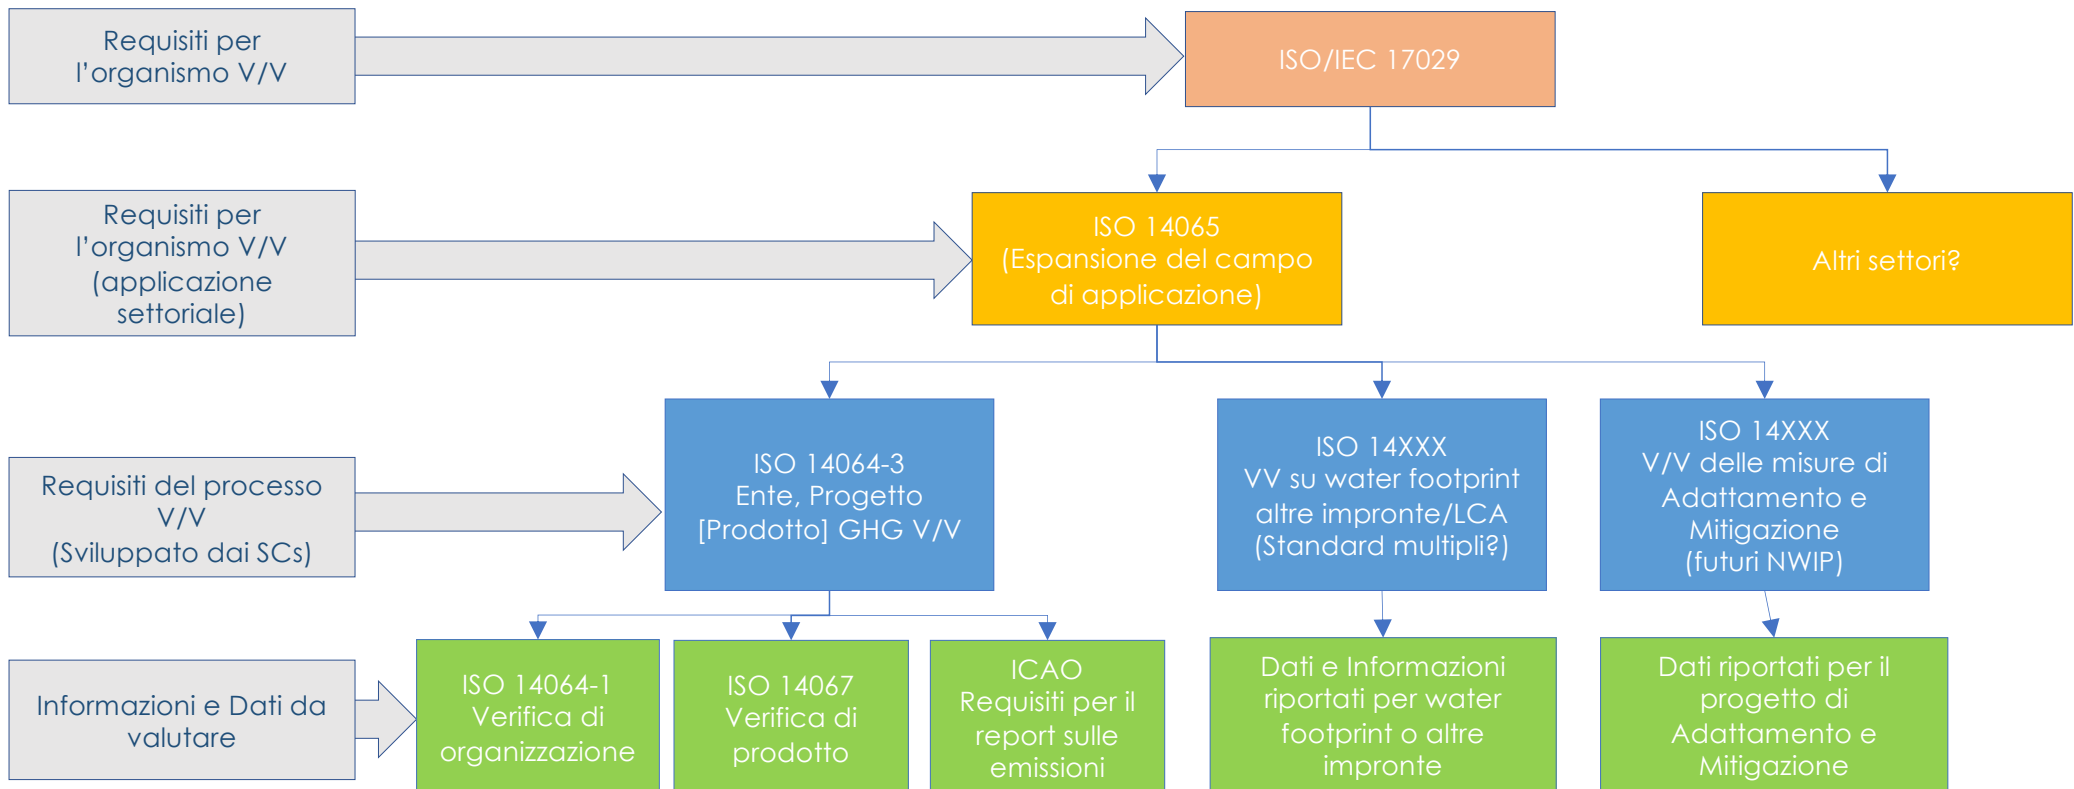 Requisiti per
l’organismo V/V
ISO/IEC 17029
Requisiti per
l’organismo V/V
(applicazione
settoriale)
ISO 14065
(Espansione del campo
di applicazione)
Altri settori?
Requisiti del processo
V/V
(Sviluppato dai SCs)
ISO 14064-3
Ente, Progetto
[Prodotto] GHG V/V
ISO 14XXX
VV su water footprint
altre impronte/LCA
(Standard multipli?)
ISO 14XXX
V/V delle misure di
Adattamento e
Mitigazione
(futuri NWIP)
Informazioni e Dati da
valutare
ISO 14064-1
Verifica di
organizzazione
ISO 14067
Verifica di
prodotto
ICAO
Requisiti per il
report sulle
emissioni
Dati e Informazioni
riportati per water
footprint o altre
impronte
Dati riportati per il
progetto di
Adattamento e
Mitigazione